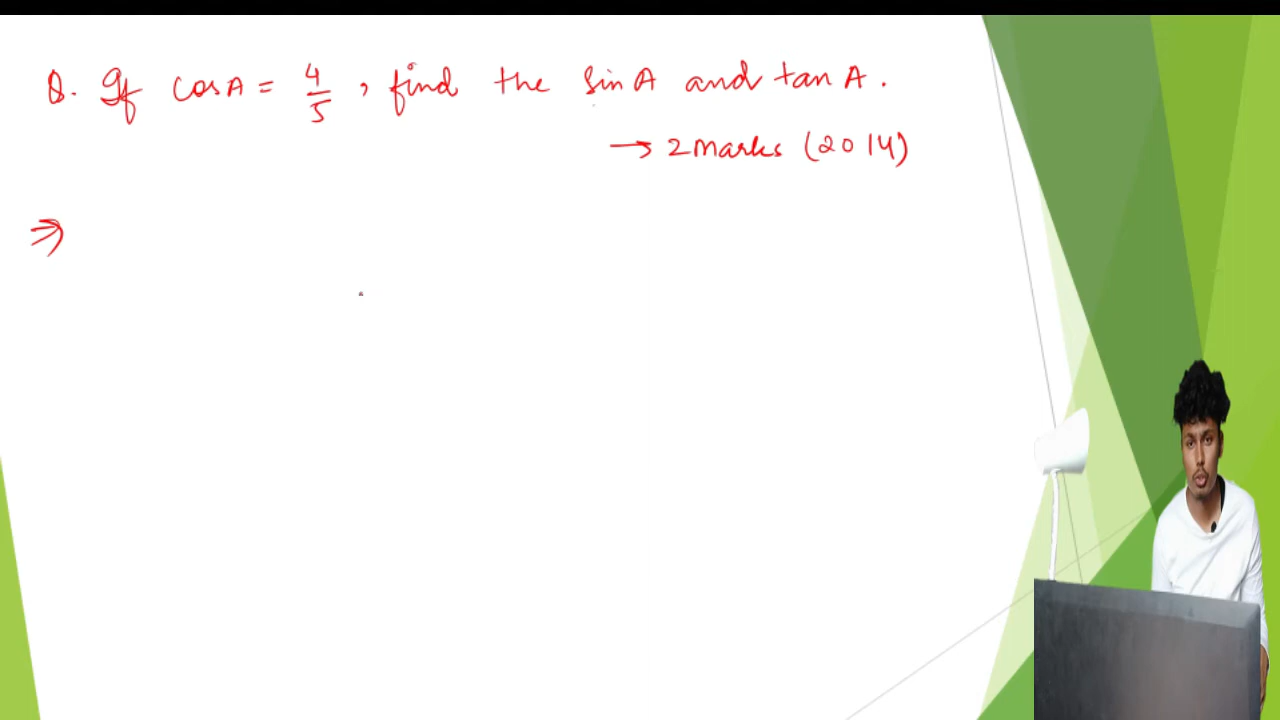 Q. If cosA = 4/5, find the sinA and tanA.
→ 2marks (2014)
⇒